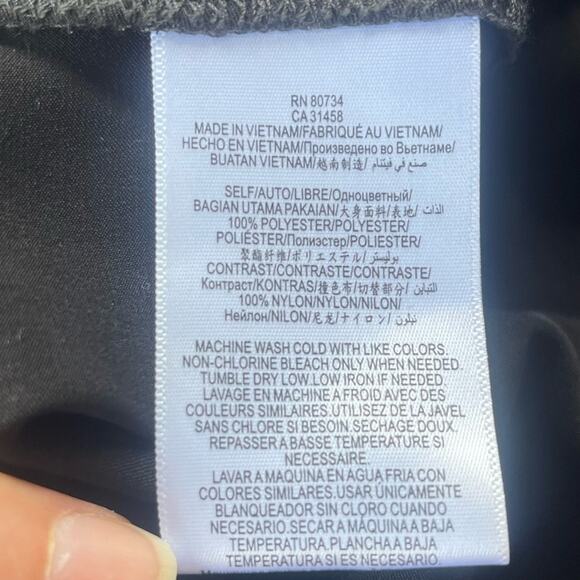 RN 80734
CA 31458
MADE IN VIETNAM/FABRIQUÉ AU VIETNAM/
HECHO EN VIETNAM/Произведено во Вьетнаме/
BUATAN VIETNAM/越南制造/ صنع في فيتنام
SELF/AUTO/LIBRE/Одноцветный/
BAGIAN UTAMA PAKAIAN/大身面料/表地/ الذات
100% POLYESTER/POLYESTER/
POLIÉSTER/Полиэстер/POLIESTER/
聚酯纤维/ポリエステル/ بوليستر
CONTRAST/CONTRASTE/CONTRASTE/
Контраст/KONTRAS/撞色布/切替部分/ التباين
100% NYLON/NYLON/NILON/
Нейлон/NILON/尼龙/ナイロン/ نيلون
MACHINE WASH COLD WITH LIKE COLORS.
NON-CHLORINE BLEACH ONLY WHEN NEEDED.
TUMBLE DRY LOW.LOW IRON IF NEEDED.
LAVAGE EN MACHINE A FROID AVEC DES
COULEURS SIMILAIRES.UTILISEZ DE LA JAVEL
SANS CHLORE SI BESOIN.SECHAGE DOUX.
REPASSER A BASSE TEMPERATURE SI
NECESSAIRE.
LAVAR A MAQUINA EN AGUA FRIA CON
COLORES SIMILARES.USAR ÚNICAMENTE
BLANQUEADOR SIN CLORO CUANDO
NECESARIO.SECAR A MÁQUINA A BAJA
TEMPERATURA.PLANCHA A BAJA
TEMPERATURA SI ES NECESARIO.